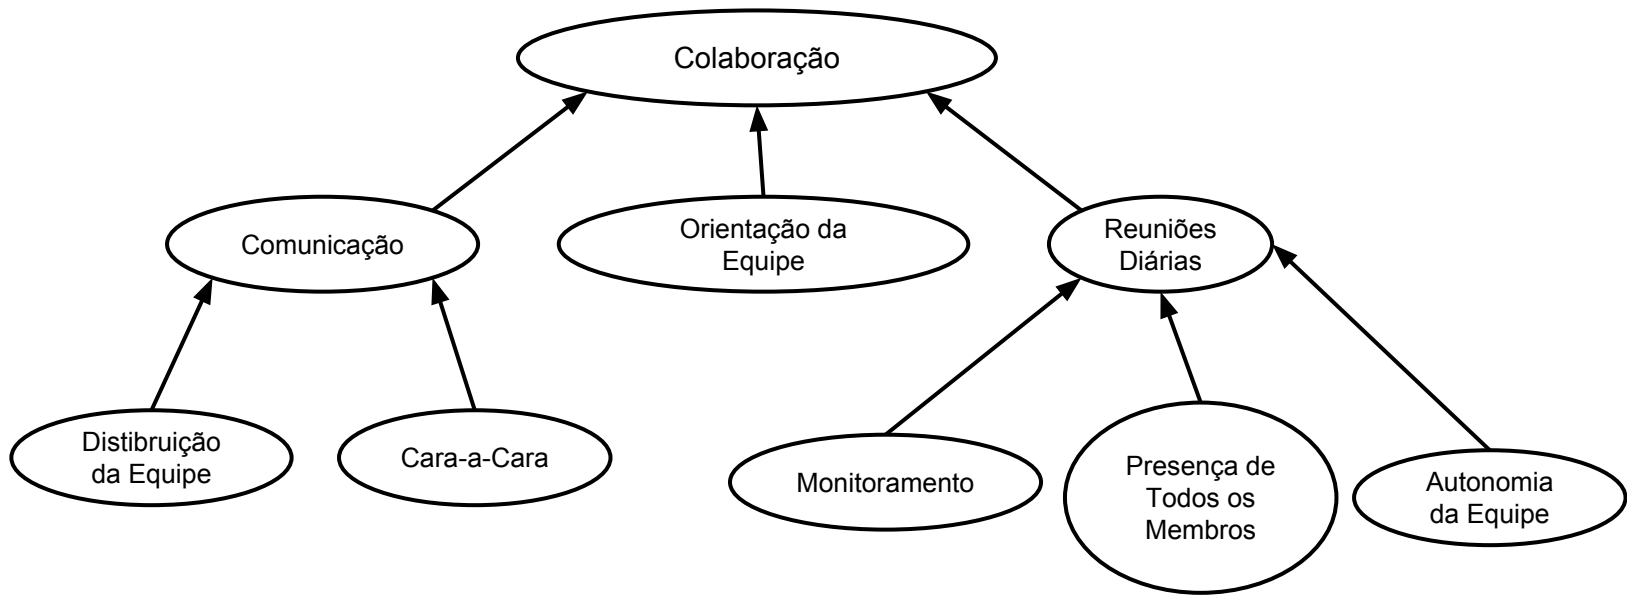 Colaboração
Comunicação
Orientação da
Equipe
Reuniões
Diárias
Distibruição
da Equipe
Cara-a-Cara
Monitoramento
Presença de
Todos os
Membros
Autonomia
da Equipe